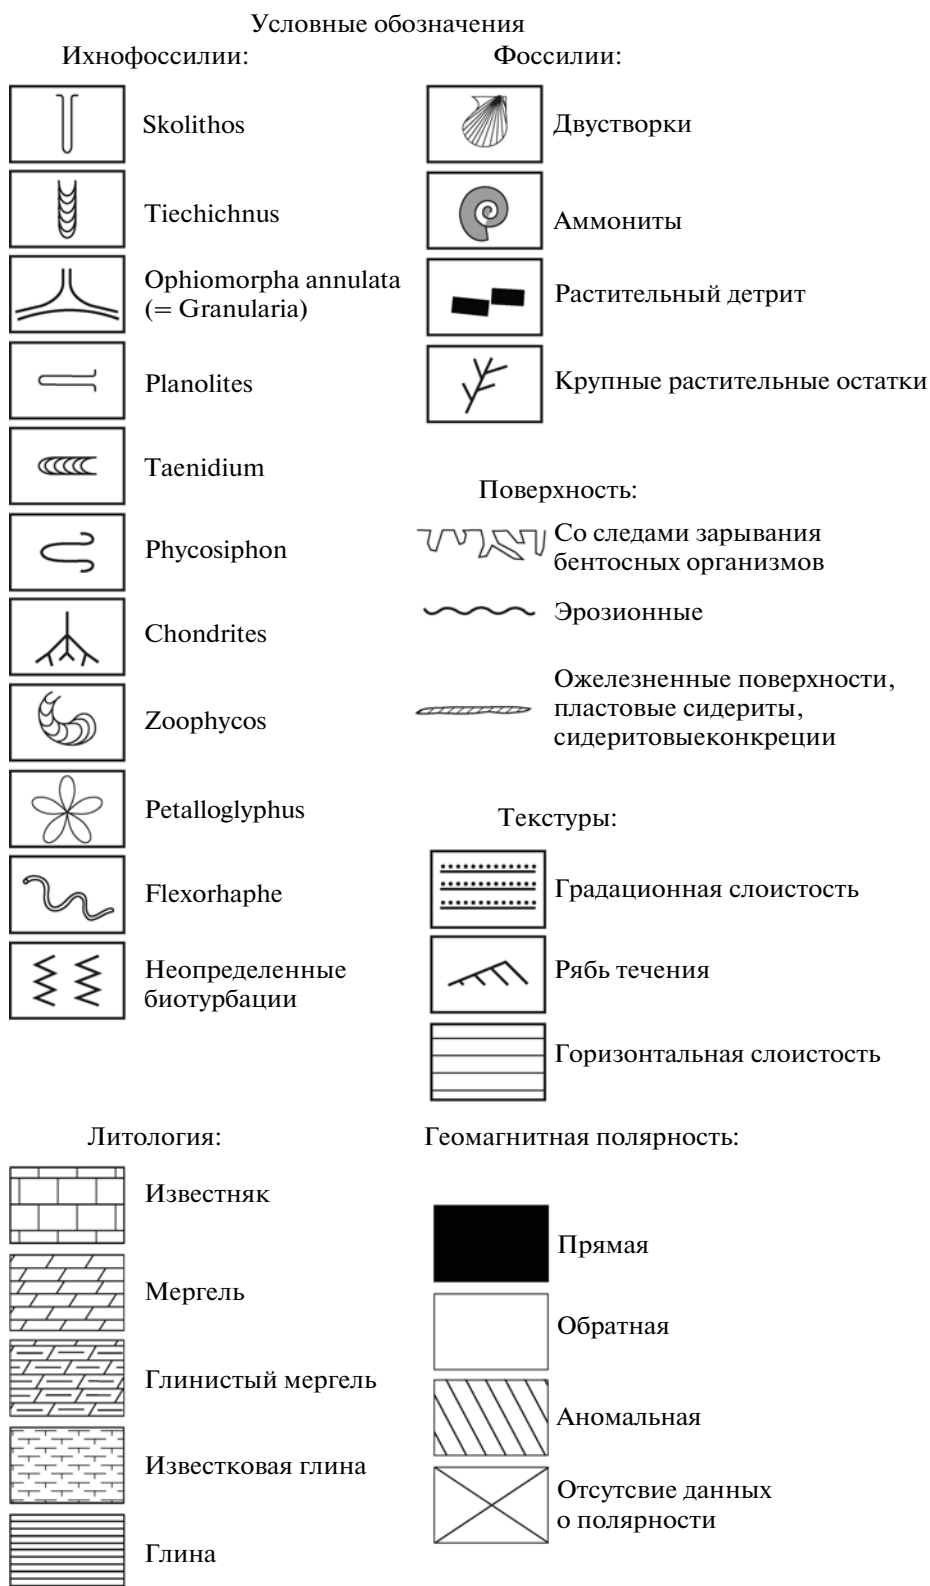 Условные обозначения
Ихнофоссилии:
Skolithos
Tiechichnus
Ophiomorpha annulata
(= Granularia)
Planolites
Taenidium
Phycosiphon
Chondrites
Zoophycos
Petalloglyphus
Flexorhaphe
Неопределенные
биотурбации
Фоссилии:
Двустворки
Аммониты
Растительный детрит
Крупные растительные остатки
Поверхность:
Со следами зарывания
бентосных организмов
Эрозионные
Ожелезненные поверхности,
пластовые сидериты,
сидеритовыеконкреции
Текстуры:
Градационная слоистость
Рябь течения
Горизонтальная слоистость
Литология:
Известняк
Мергель
Глинистый мергель
Известковая глина
Глина
Геомагнитная полярность:
Прямая
Обратная
Аномальная
Отсутсвие данных
о полярности